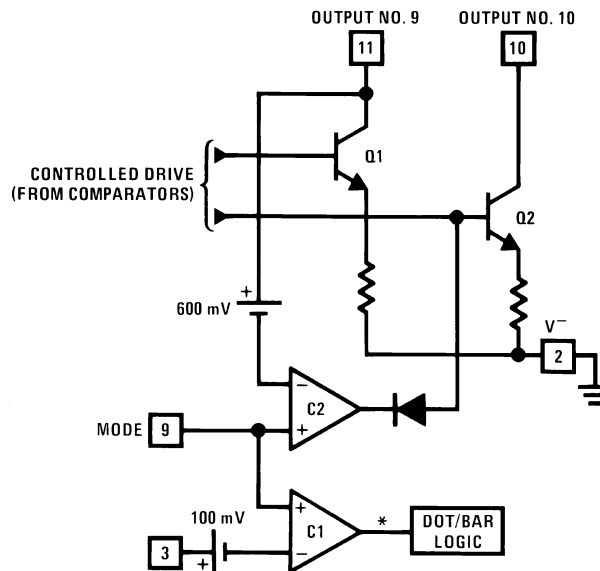 OUTPUT NO. 9
OUTPUT NO. 10
11
10
CONTROLLED DRIVE
(FROM COMPARATORS)
Q1
Q2
+
600 mV
V−
2
−
C2
+
MODE
9
100 mV
+
C1
−
*
DOT/BAR
LOGIC
3
+